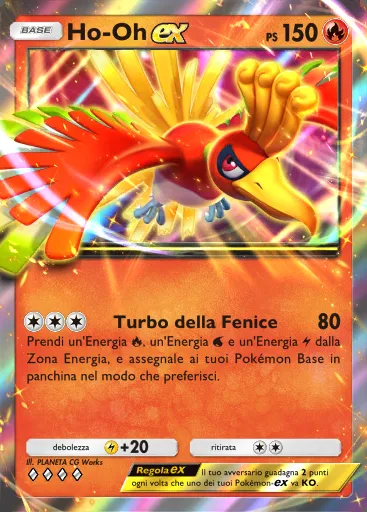 BASE Ho-Oh ex PS 150
Turbo della Fenice 80
Prendi un'Energia , un'Energia e un'Energia dalla
Zona Energia, e assegnale ai tuoi Pokémon Base in
panchina nel modo che preferisci.
debolezza +20 ritirata
Ill. PLANETA CG Works
Regola ex Il tuo avversario guadagna 2 punti
ogni volta che uno dei tuoi Pokémon-ex va KO.